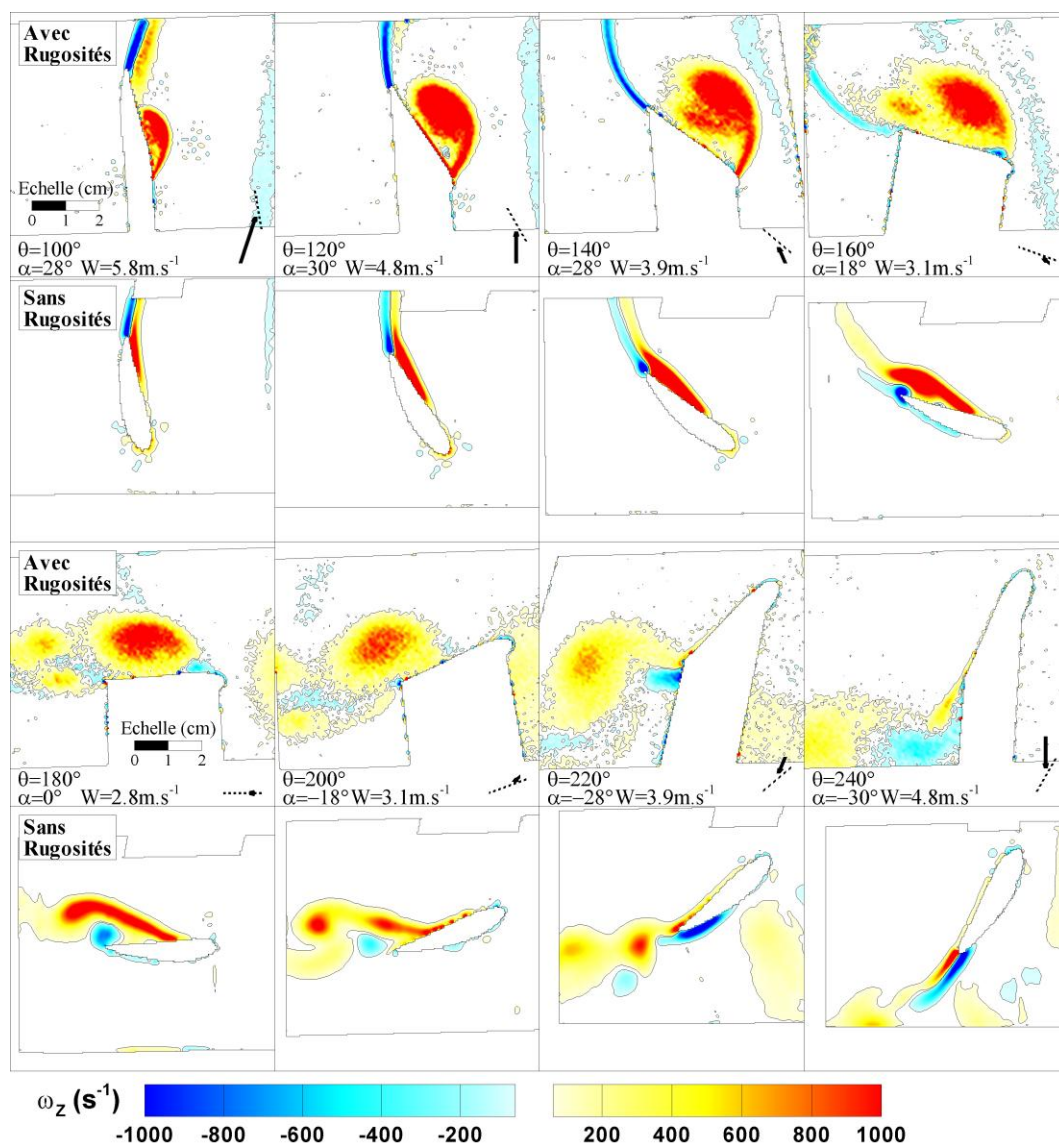 Avec
Rugosités
Echelle (cm)
0 1 2
θ=100°
α=28° W=5.8m.s⁻¹
θ=120°
α=30° W=4.8m.s⁻¹
θ=140°
α=28° W=3.9m.s⁻¹
θ=160°
α=18° W=3.1m.s⁻¹
Sans
Rugosités
Avec
Rugosités
Echelle (cm)
0 1 2
θ=180°
α=0° W=2.8m.s⁻¹
θ=200°
α=−18° W=3.1m.s⁻¹
θ=220°
α=−28° W=3.9m.s⁻¹
θ=240°
α=−30° W=4.8m.s⁻¹
Sans
Rugosités
ω_Z (s⁻¹)
-1000 -800 -600 -400 -200 200 400 600 800 1000